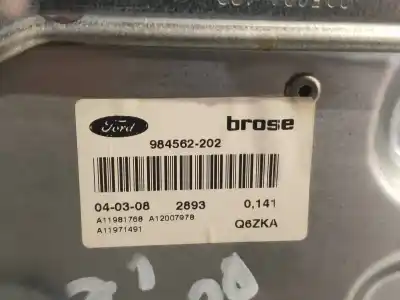 Ford brose
984562-202
04-03-08 2893 0,141
A11981768 A12007978
A11971491 Q6ZKA